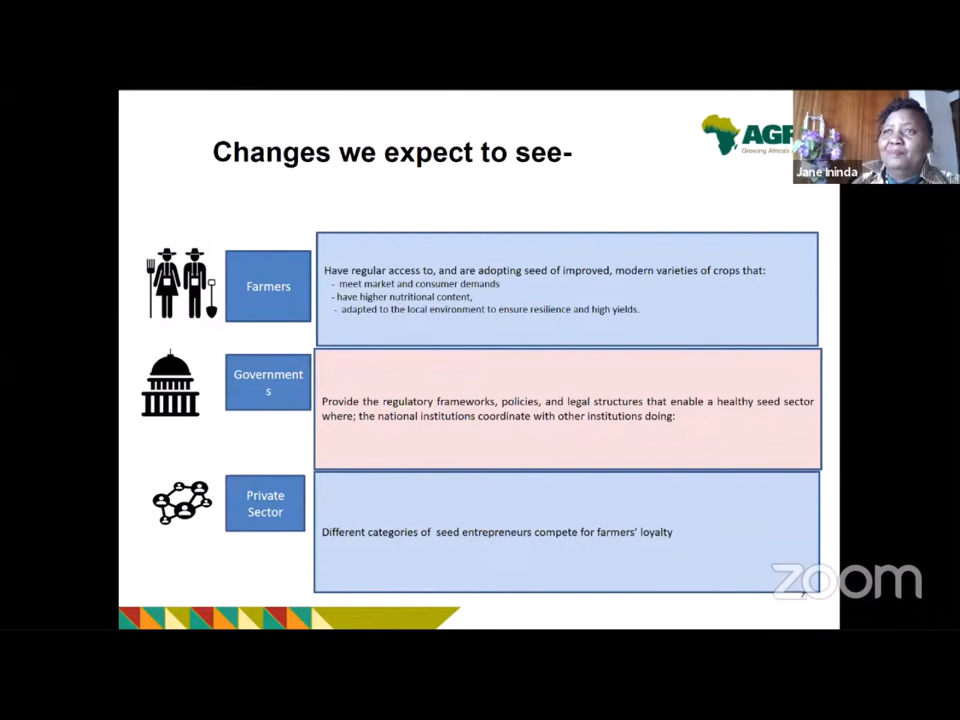 Changes we expect to see-
AGR
Growing Africa's
Jane Ininda
Farmers
Have regular access to, and are adopting seed of improved, modern varieties of crops that:
- meet market and consumer demands
- have higher nutritional content,
- adapted to the local environment to ensure resilience and high yields.
Government
s
Provide the regulatory frameworks, policies, and legal structures that enable a healthy seed sector
where; the national institutions coordinate with other institutions doing:
Private
Sector
Different categories of seed entrepreneurs compete for farmers' loyalty
zoom